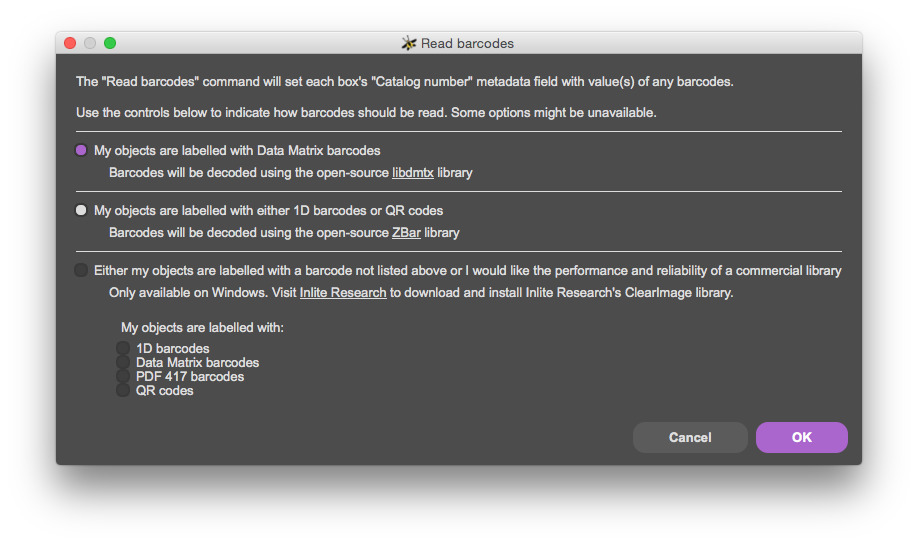 Read barcodes
The "Read barcodes" command will set each box's "Catalog number" metadata field with value(s) of any barcodes.
Use the controls below to indicate how barcodes should be read. Some options might be unavailable.
My objects are labelled with Data Matrix barcodes
Barcodes will be decoded using the open-source libdmtx library
My objects are labelled with either 1D barcodes or QR codes
Barcodes will be decoded using the open-source ZBar library
Either my objects are labelled with a barcode not listed above or I would like the performance and reliability of a commercial library
Only available on Windows. Visit Inlite Research to download and install Inlite Research's ClearImage library.
My objects are labelled with:
1D barcodes
Data Matrix barcodes
PDF 417 barcodes
QR codes
Cancel OK